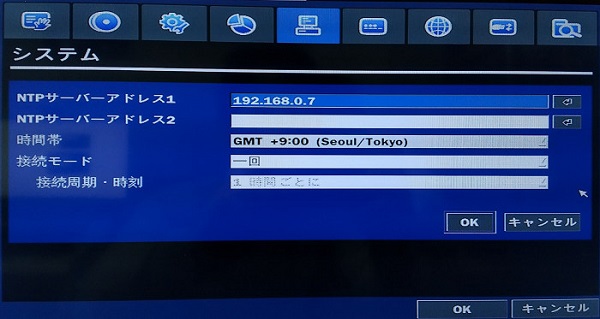 システム
NTPサーバーアドレス1 192.168.0.7
NTPサーバーアドレス2
時間帯 GMT +9:00 (Seoul/Tokyo)
接続モード 一回
接続周期・時刻 1 時間ごとに
OK キャンセル
OK キャンセル